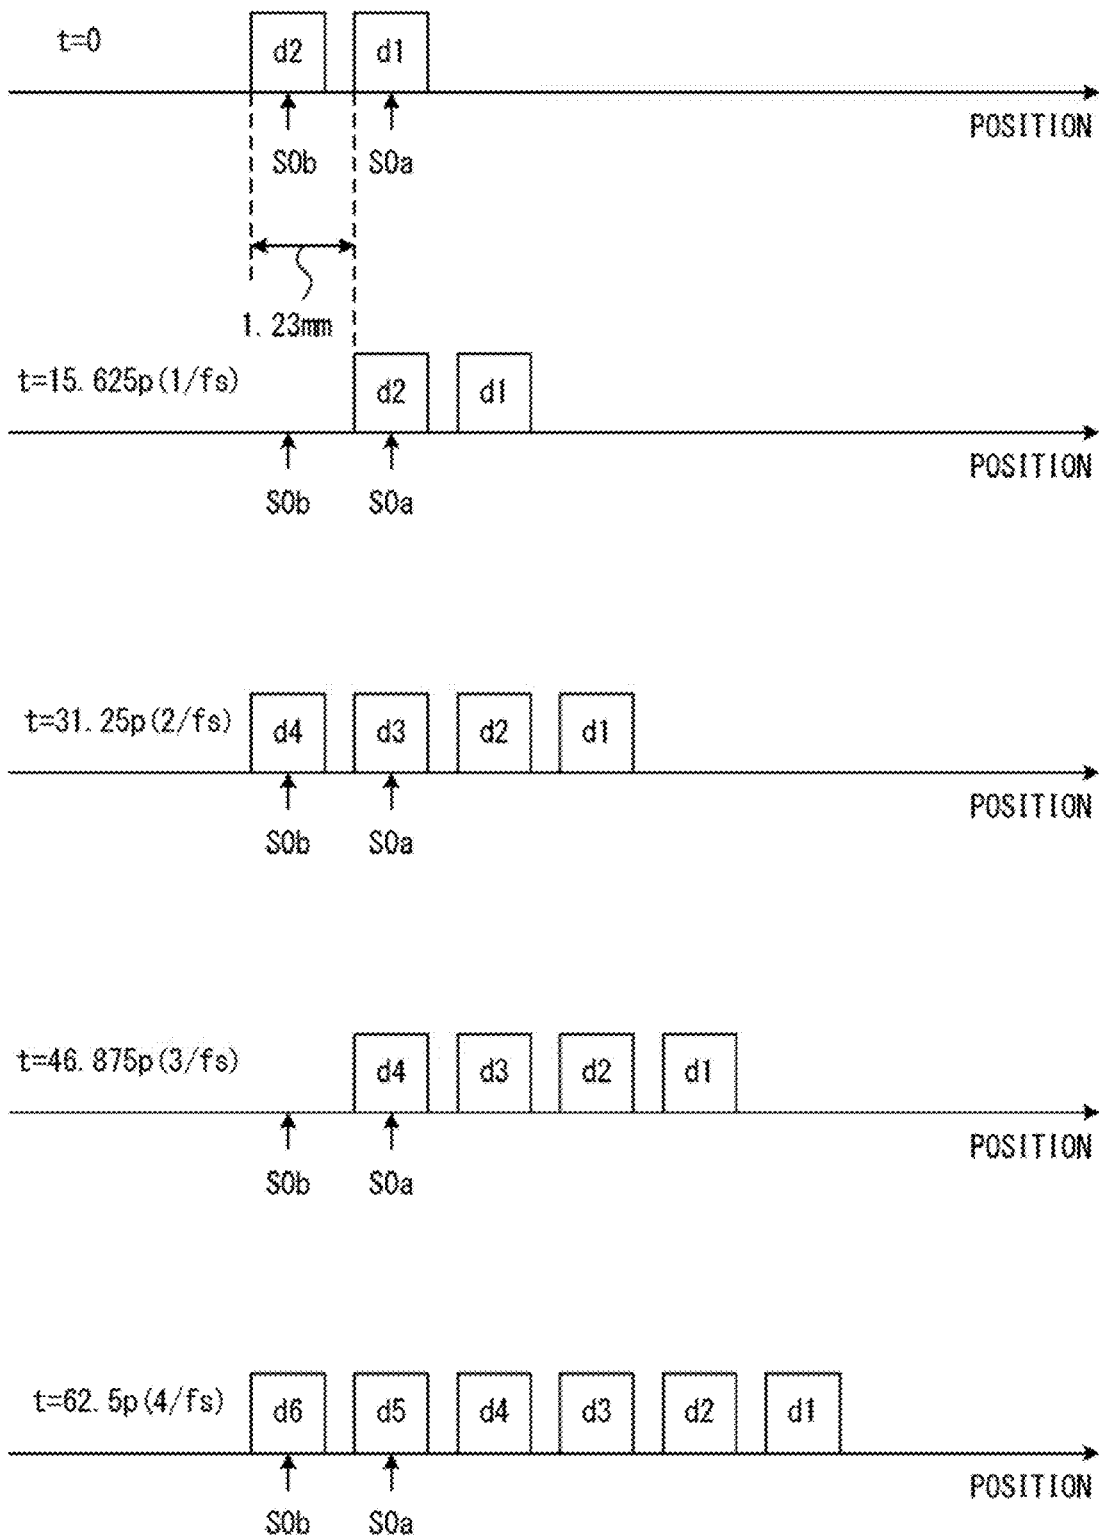 t=0
d2 d1
POSITION
S0b S0a
1.23mm
t=15.625p(1/fs)
d2 d1
POSITION
S0b S0a
t=31.25p(2/fs)
d4 d3 d2 d1
POSITION
S0b S0a
t=46.875p(3/fs)
d4 d3 d2 d1
POSITION
S0b S0a
t=62.5p(4/fs)
d6 d5 d4 d3 d2 d1
POSITION
S0b S0a